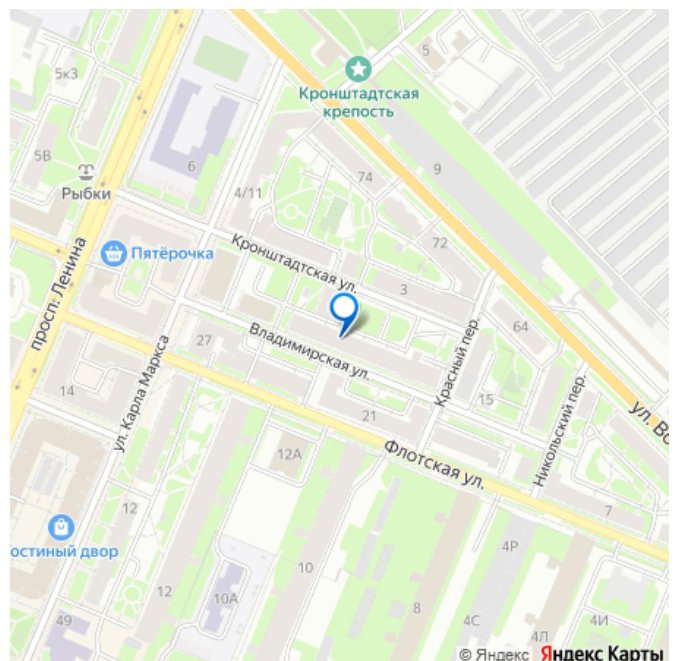 5
5к3
Кронштадтская
крепость
5В
6
74
9
Рыбки
4/11
72
Кронштадтская ул.
Пятёрочка
просп. Ленина
3
64
27
Владимирская ул.
Красный пер.
ул. Карла Маркса
14
15
Никольский пер.
21
ул. Во
12А
Флотская ул.
12
7
остиный двор
4Р
10
12
10А
8
49
4С
4Л
4И
© Яндекс Яндекс Карты